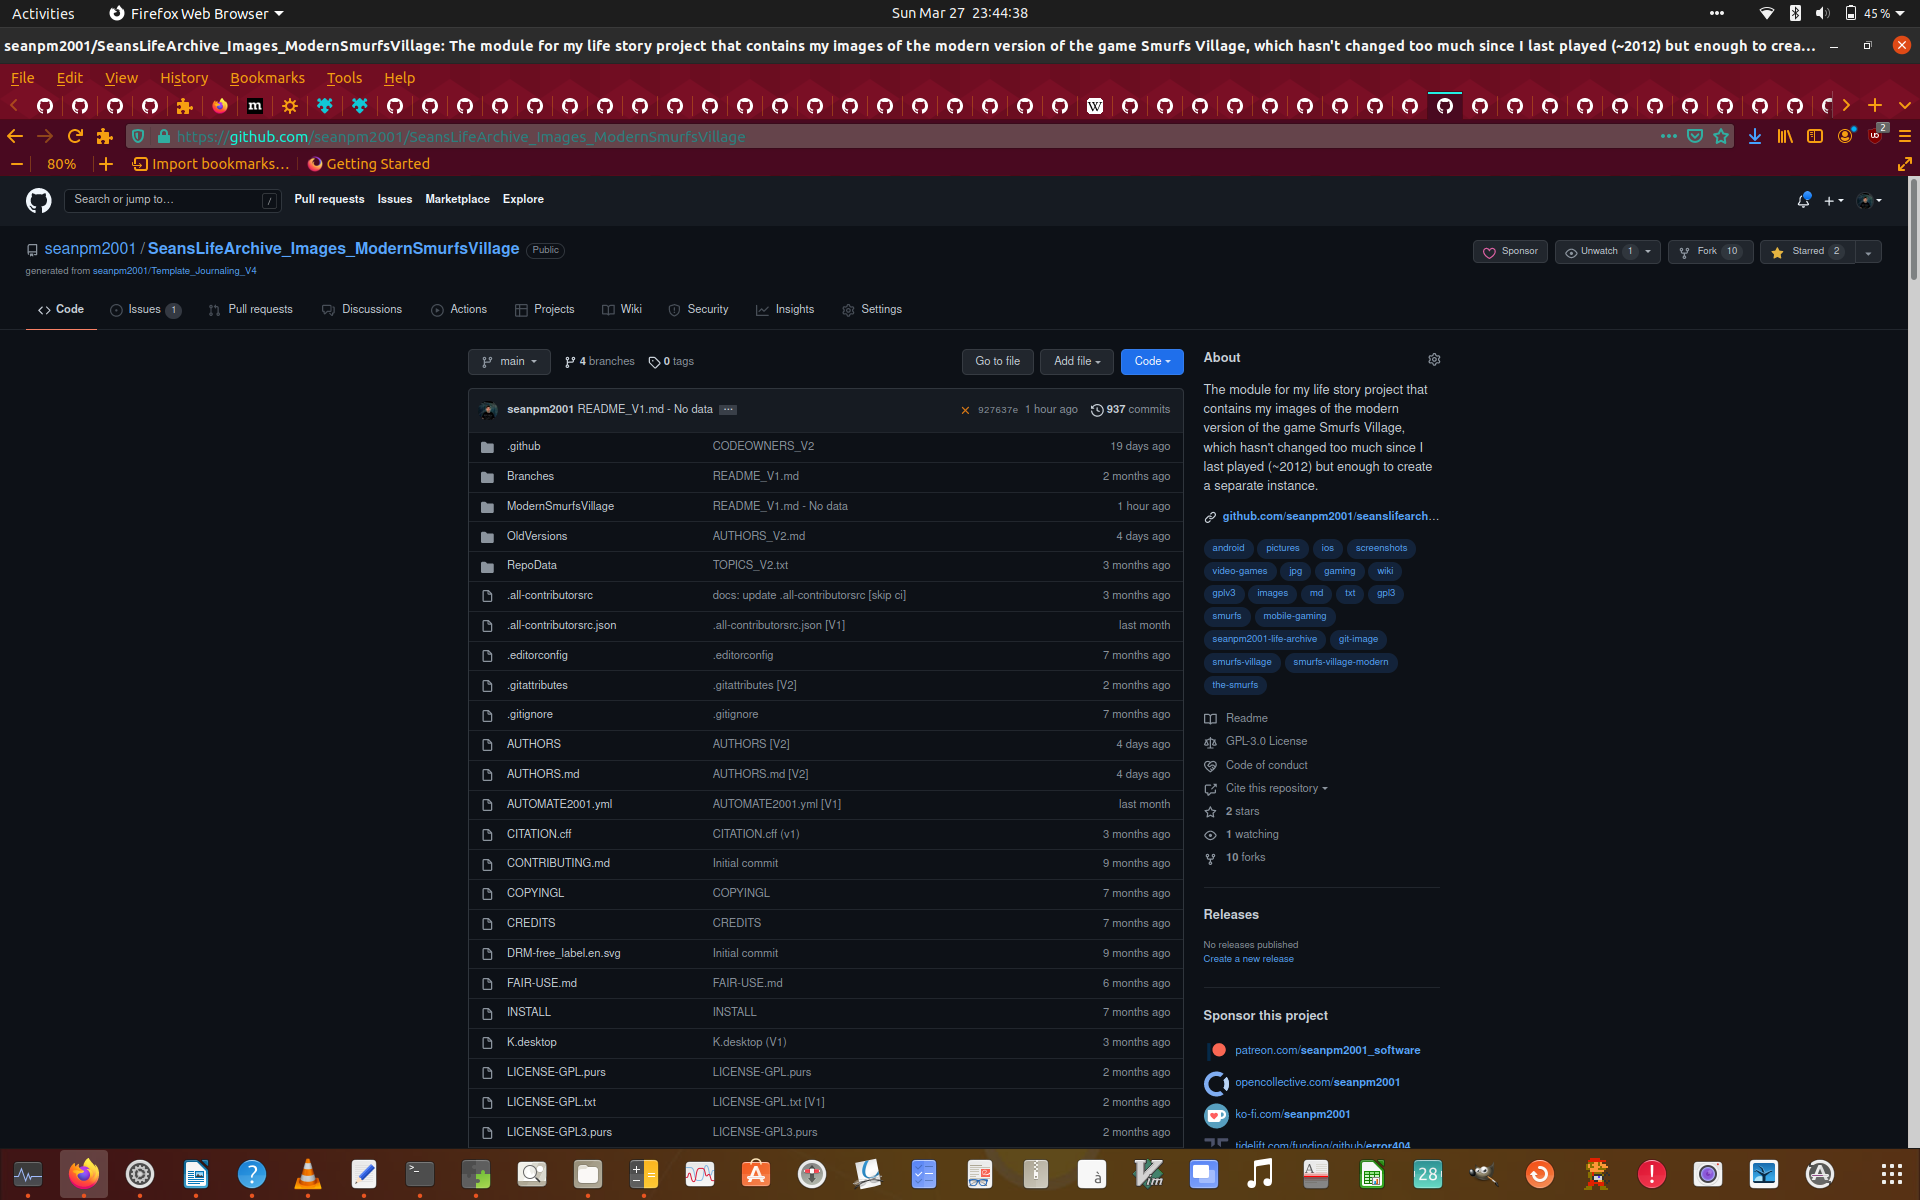 Activities
Firefox Web Browser
Sun Mar 27 23:44:38
45 %
seanpm2001/SeansLifeArchive_Images_ModernSmurfsVillage: The module for my life story project that contains my images of the modern version of the game Smurfs Village, which hasn't changed too much since I last played (~2012) but enough to crea…
File Edit View History Bookmarks Tools Help
https://github.com/seanpm2001/SeansLifeArchive_Images_ModernSmurfsVillage
2
80%
Import bookmarks…
Getting Started
Search or jump to…
/
Pull requests Issues Marketplace Explore
seanpm2001 / SeansLifeArchive_Images_ModernSmurfsVillage Public
generated from seanpm2001/Template_Journaling_V4
Sponsor
Unwatch 1
Fork 10
Starred 2
Code
Issues 1
Pull requests
Discussions
Actions
Projects
Wiki
Security
Insights
Settings
main
4 branches
0 tags
Go to file
Add file
Code
seanpm2001 README_V1.md - No data
927637e 1 hour ago
937 commits
.github CODEOWNERS_V2 19 days ago
Branches README_V1.md 2 months ago
ModernSmurfsVillage README_V1.md - No data 1 hour ago
OldVersions AUTHORS_V2.md 4 days ago
RepoData TOPICS_V2.txt 3 months ago
.all-contributorsrc docs: update .all-contributorsrc [skip ci] 3 months ago
.all-contributorsrc.json .all-contributorsrc.json [V1] last month
.editorconfig .editorconfig 7 months ago
.gitattributes .gitattributes [V2] 2 months ago
.gitignore .gitignore 7 months ago
AUTHORS AUTHORS [V2] 4 days ago
AUTHORS.md AUTHORS.md [V2] 4 days ago
AUTOMATE2001.yml AUTOMATE2001.yml [V1] last month
CITATION.cff CITATION.cff (v1) 3 months ago
CONTRIBUTING.md Initial commit 9 months ago
COPYINGL COPYINGL 7 months ago
CREDITS CREDITS 7 months ago
DRM-free_label.en.svg Initial commit 9 months ago
FAIR-USE.md FAIR-USE.md 6 months ago
INSTALL INSTALL 7 months ago
K.desktop K.desktop (V1) 3 months ago
LICENSE-GPL.purs LICENSE-GPL.purs 2 months ago
LICENSE-GPL.txt LICENSE-GPL.txt [V1] 2 months ago
LICENSE-GPL3.purs LICENSE-GPL3.purs 2 months ago
About
The module for my life story project that
contains my images of the modern
version of the game Smurfs Village,
which hasn't changed too much since I
last played (~2012) but enough to create
a separate instance.
github.com/seanpm2001/seanslifearch…
android pictures ios screenshots
video-games jpg gaming wiki
gplv3 images md txt gpl3
smurfs mobile-gaming
seanpm2001-life-archive git-image
smurfs-village smurfs-village-modern
the-smurfs
Readme
GPL-3.0 License
Code of conduct
Cite this repository
2 stars
1 watching
10 forks
Releases
No releases published
Create a new release
Sponsor this project
patreon.com/seanpm2001_software
opencollective.com/seanpm2001
ko-fi.com/seanpm2001
tidelift.com/funding/github/error404
28